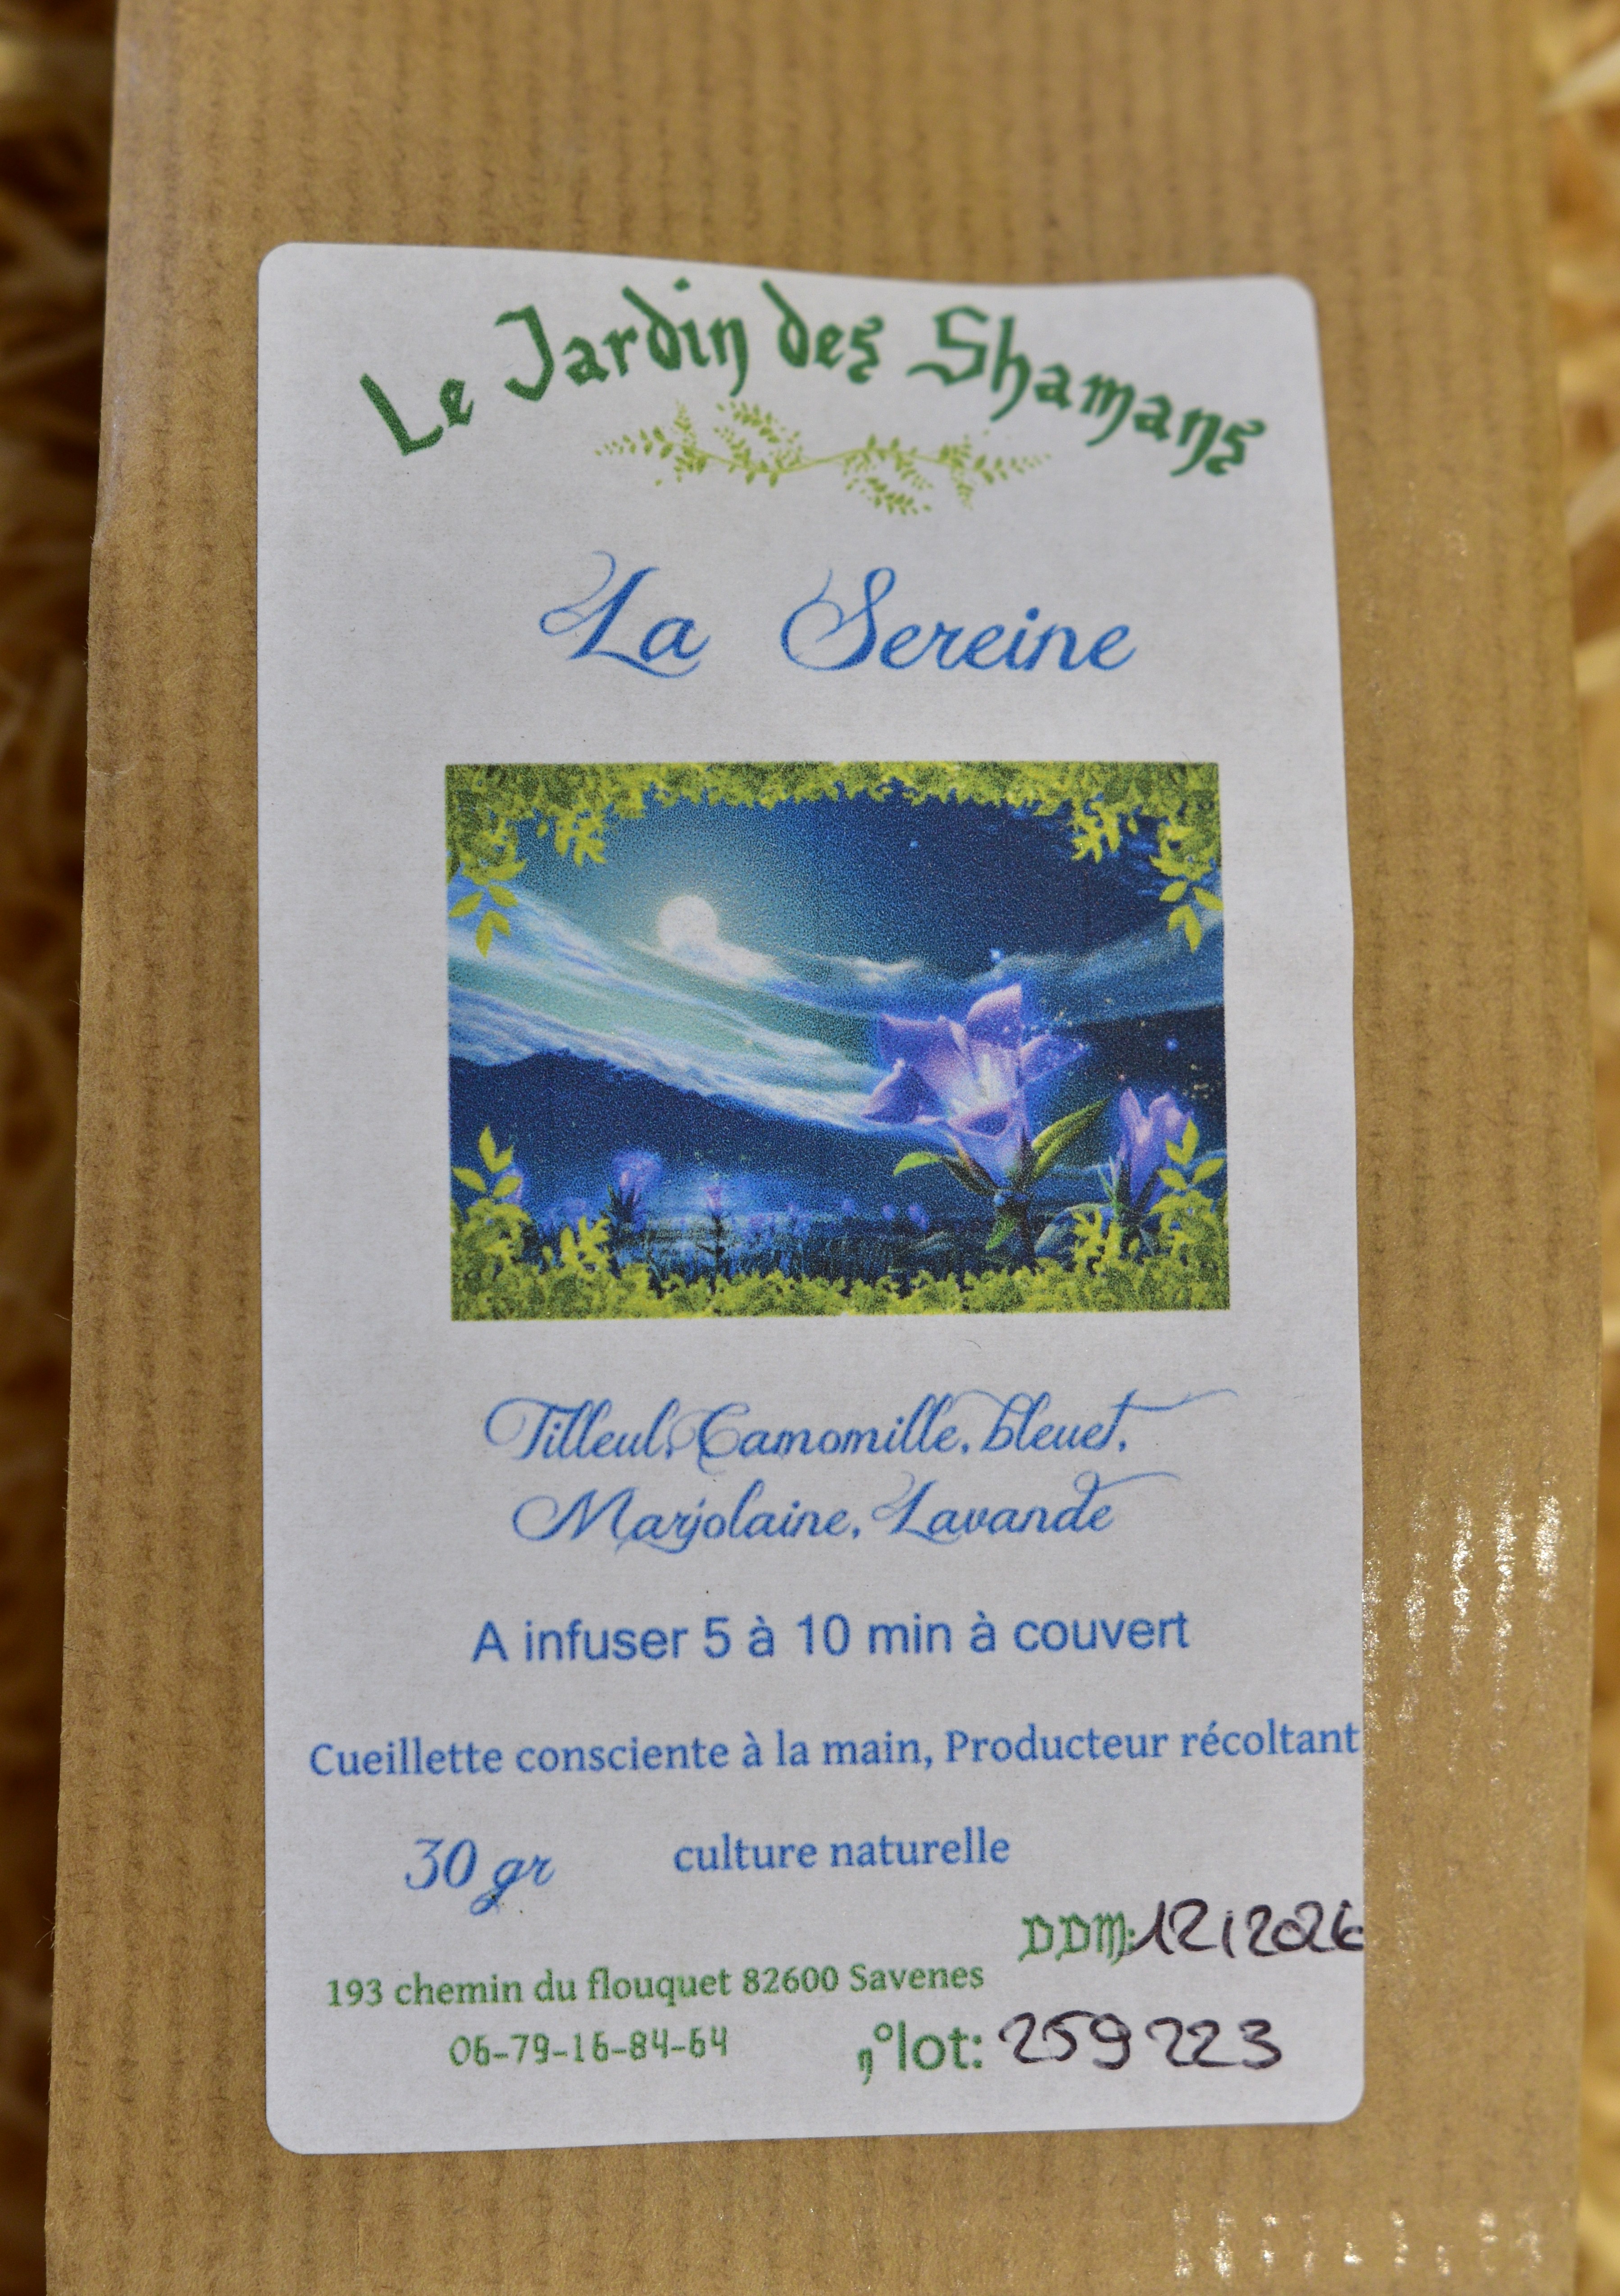 Le Jardin des Shamans
La Sereine
Tilleul, Camomille, bleuet,
Marjolaine, Lavande
A infuser 5 à 10 min à couvert
Cueillette consciente à la main, Producteur récoltant
30 gr culture naturelle
DDM: 12/2026
193 chemin du flouquet 82600 Savenes
06-79-16-84-64 n°lot: 259223